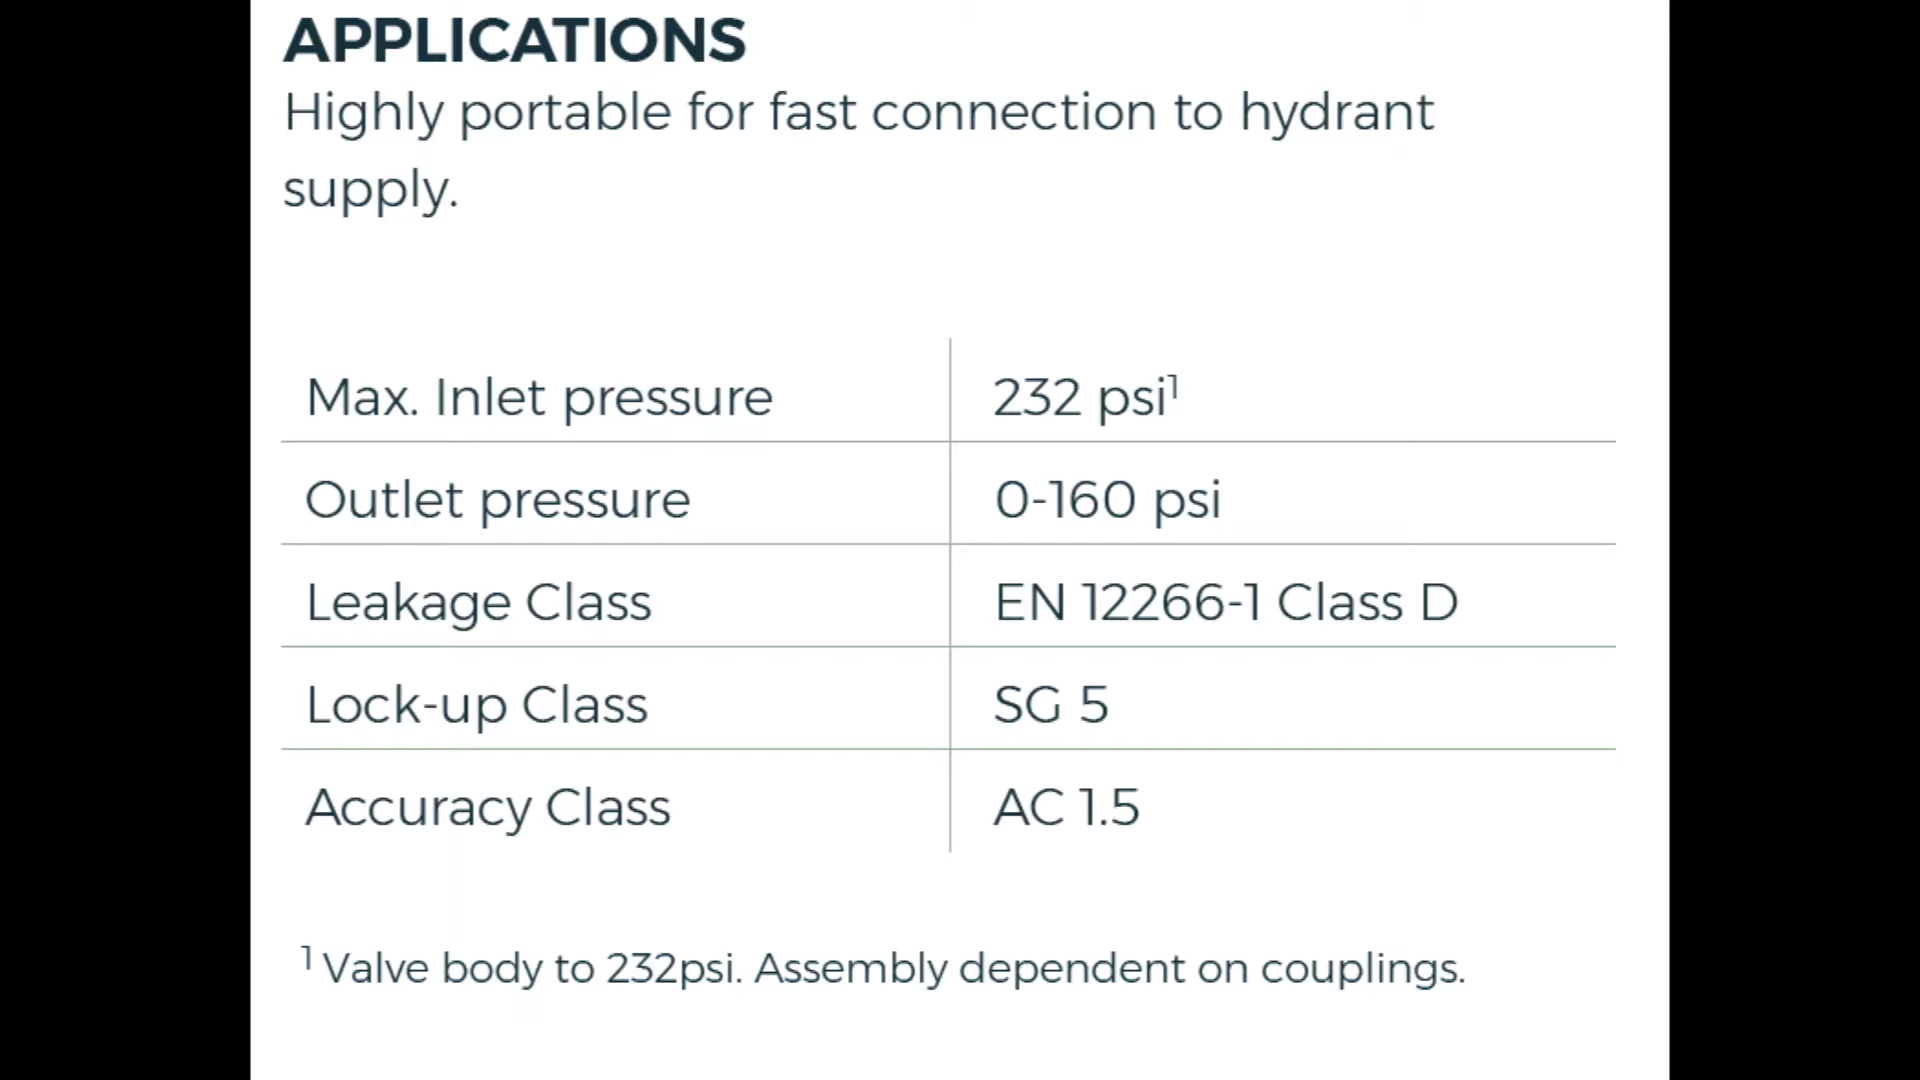 APPLICATIONS
Highly portable for fast connection to hydrant
supply.
Max. Inlet pressure 232 psi¹
Outlet pressure 0-160 psi
Leakage Class EN 12266-1 Class D
Lock-up Class SG 5
Accuracy Class AC 1.5
¹ Valve body to 232psi. Assembly dependent on couplings.